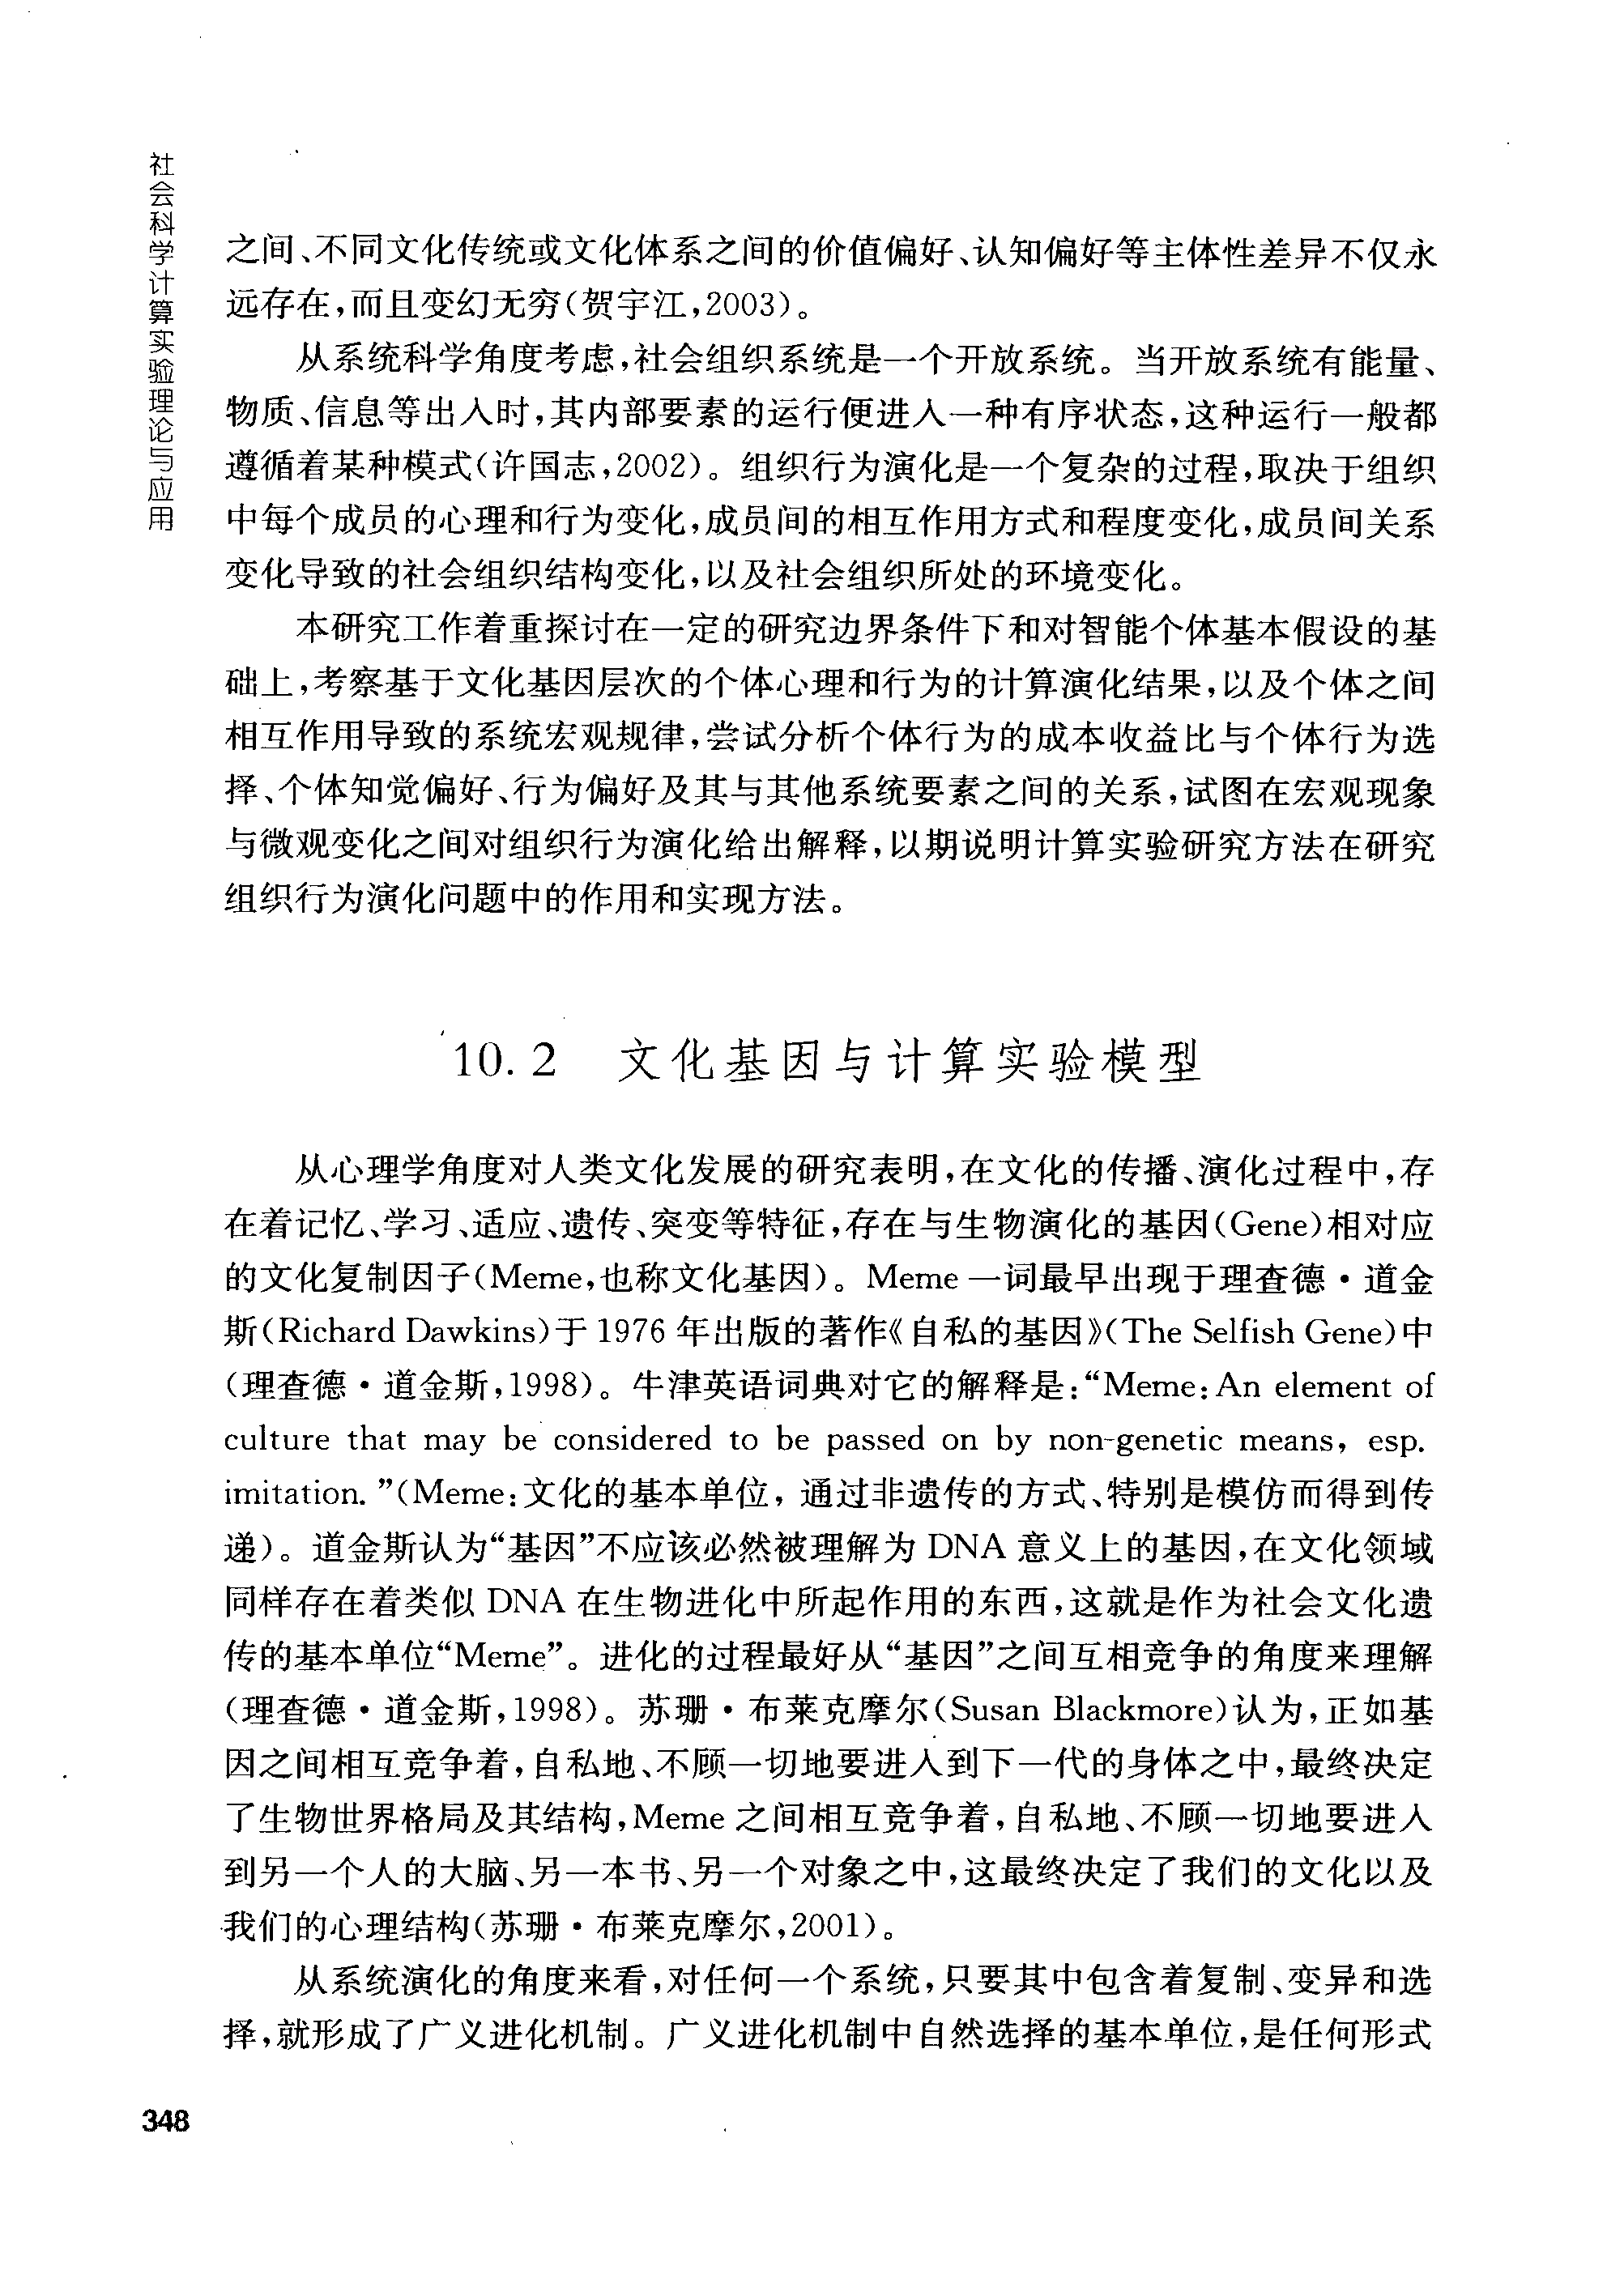 社会科学计算实验理论与应用
之间、不同文化传统或文化体系之间的价值偏好、认知偏好等主体性差异不仅永
远存在,而且变幻无穷(贺宇江,2003)。
从系统科学角度考虑,社会组织系统是一个开放系统。当开放系统有能量、
物质、信息等出入时,其内部要素的运行便进入一种有序状态,这种运行一般都
遵循着某种模式(许国志,2002)。组织行为演化是一个复杂的过程,取决于组织
中每个成员的心理和行为变化,成员间的相互作用方式和程度变化,成员间关系
变化导致的社会组织结构变化,以及社会组织所处的环境变化。
本研究工作着重探讨在一定的研究边界条件下和对智能个体基本假设的基
础上,考察基于文化基因层次的个体心理和行为的计算演化结果,以及个体之间
相互作用导致的系统宏观规律,尝试分析个体行为的成本收益比与个体行为选
择、个体知觉偏好、行为偏好及其与其他系统要素之间的关系,试图在宏观现象
与微观变化之间对组织行为演化给出解释,以期说明计算实验研究方法在研究
组织行为演化问题中的作用和实现方法。
10.2 文化基因与计算实验模型
从心理学角度对人类文化发展的研究表明,在文化的传播、演化过程中,存
在着记忆、学习、适应、遗传、突变等特征,存在与生物演化的基因(Gene)相对应
的文化复制因子(Meme,也称文化基因)。Meme 一词最早出现于理查德·道金
斯(Richard Dawkins)于 1976 年出版的著作《自私的基因》(The Selfish Gene)中
(理查德·道金斯,1998)。牛津英语词典对它的解释是:“Meme:An element of
culture that may be considered to be passed on by non-genetic means, esp.
imitation.”(Meme:文化的基本单位,通过非遗传的方式、特别是模仿而得到传
递)。道金斯认为“基因”不应该必然被理解为 DNA 意义上的基因,在文化领域
同样存在着类似 DNA 在生物进化中所起作用的东西,这就是作为社会文化遗
传的基本单位“Meme”。进化的过程最好从“基因”之间互相竞争的角度来理解
(理查德·道金斯,1998)。苏珊·布莱克摩尔(Susan Blackmore)认为,正如基
因之间相互竞争着,自私地、不顾一切地要进入到下一代的身体之中,最终决定
了生物世界格局及其结构,Meme 之间相互竞争着,自私地、不顾一切地要进入
到另一个人的大脑、另一本书、另一个对象之中,这最终决定了我们的文化以及
我们的心理结构(苏珊·布莱克摩尔,2001)。
从系统演化的角度来看,对任何一个系统,只要其中包含着复制、变异和选
择,就形成了广义进化机制。广义进化机制中自然选择的基本单位,是任何形式
348